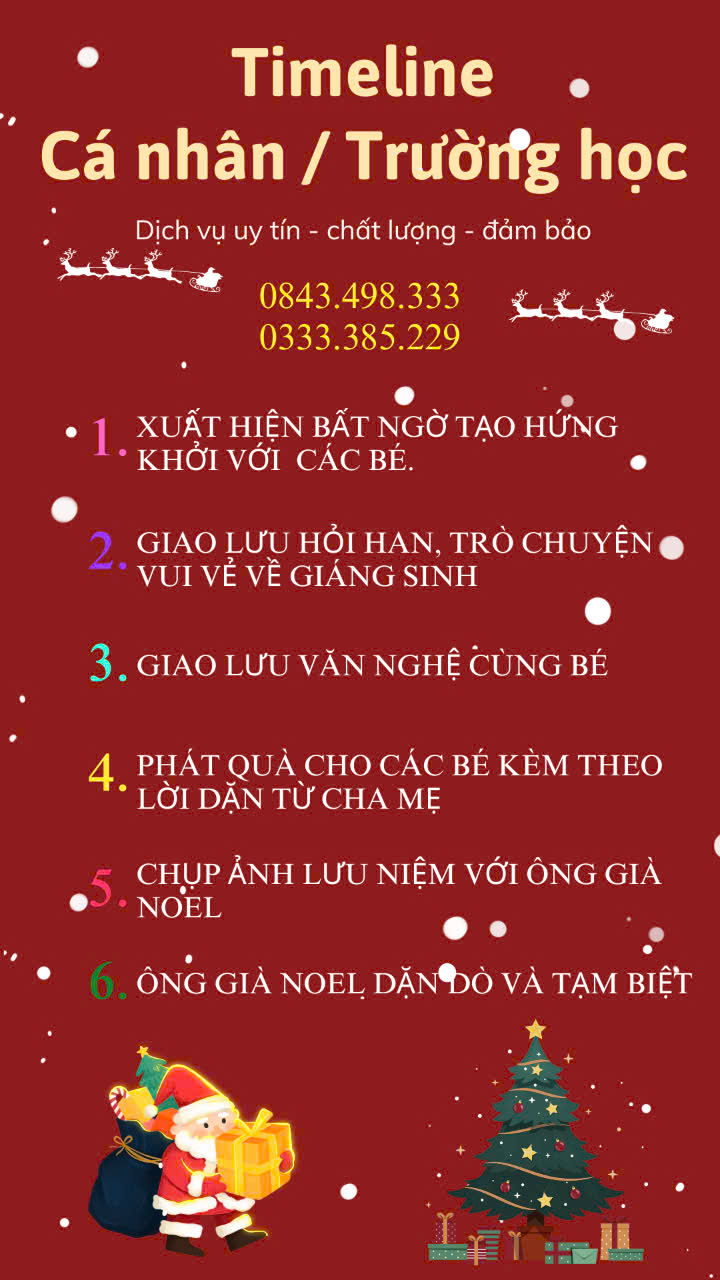 Timeline
Cá nhân / Trường học
Dịch vụ uy tín - chất lượng - đảm bảo
0843.498.333
0333.385.229
1. XUẤT HIỆN BẤT NGỜ TẠO HỨNG
KHỞI VỚI CÁC BÉ.
2. GIAO LƯU HỎI HAN, TRÒ CHUYỆN
VUI VẺ VỀ GIÁNG SINH
3. GIAO LƯU VĂN NGHỆ CÙNG BÉ
4. PHÁT QUÀ CHO CÁC BÉ KÈM THEO
LỜI DẶN TỪ CHA MẸ
5. CHỤP ẢNH LƯU NIỆM VỚI ÔNG GIÀ
NOEL
6. ÔNG GIÀ NOEL DẶN DÒ VÀ TẠM BIỆT